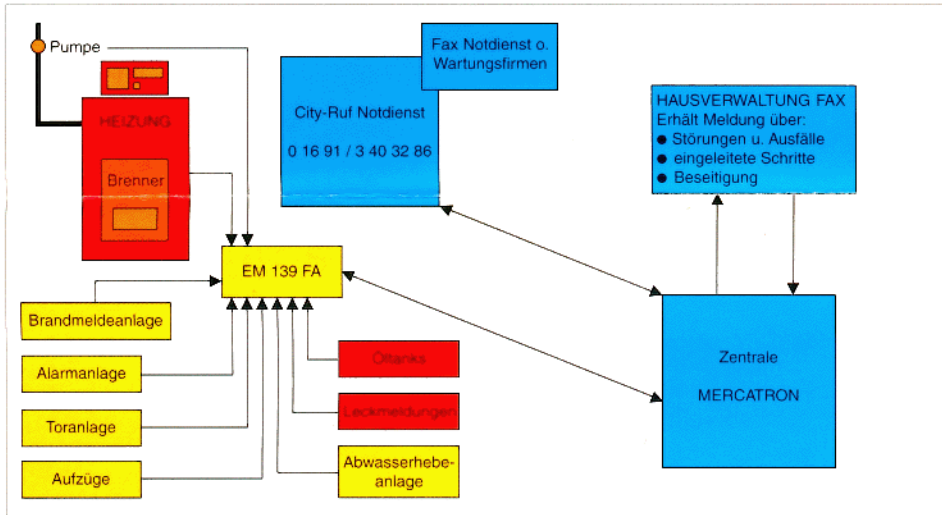 Pumpe
HEIZUNG
Brenner
Fax Notdienst o.
Wartungsfirmen
City-Ruf Notdienst
0 16 91 / 3 40 32 86
HAUSVERWALTUNG FAX
Erhält Meldung über:
● Störungen u. Ausfälle
● eingeleitete Schritte
● Beseitigung
EM 139 FA
Brandmeldeanlage
Alarmanlage
Toranlage
Aufzüge
Öltanks
Leckmeldungen
Abwasserhebe-
anlage
Zentrale
MERCATRON